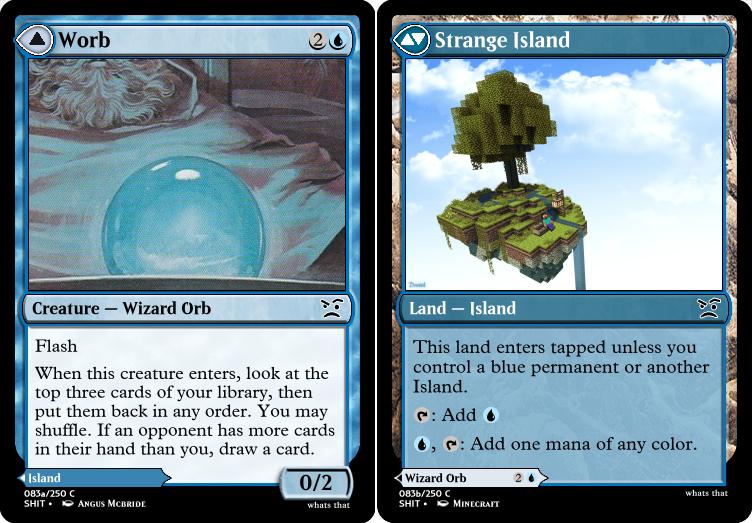 Worb
2
Creature — Wizard Orb
Flash
When this creature enters, look at the
top three cards of your library, then
put them back in any order. You may
shuffle. If an opponent has more cards
in their hand than you, draw a card.
Island
0/2
083a/250 C
SHIT • Angus McBride
whats that
Strange Island
Land — Island
This land enters tapped unless you
control a blue permanent or another
Island.
: Add
, : Add one mana of any color.
Wizard Orb 2
083b/250 C
SHIT • Minecraft
whats that